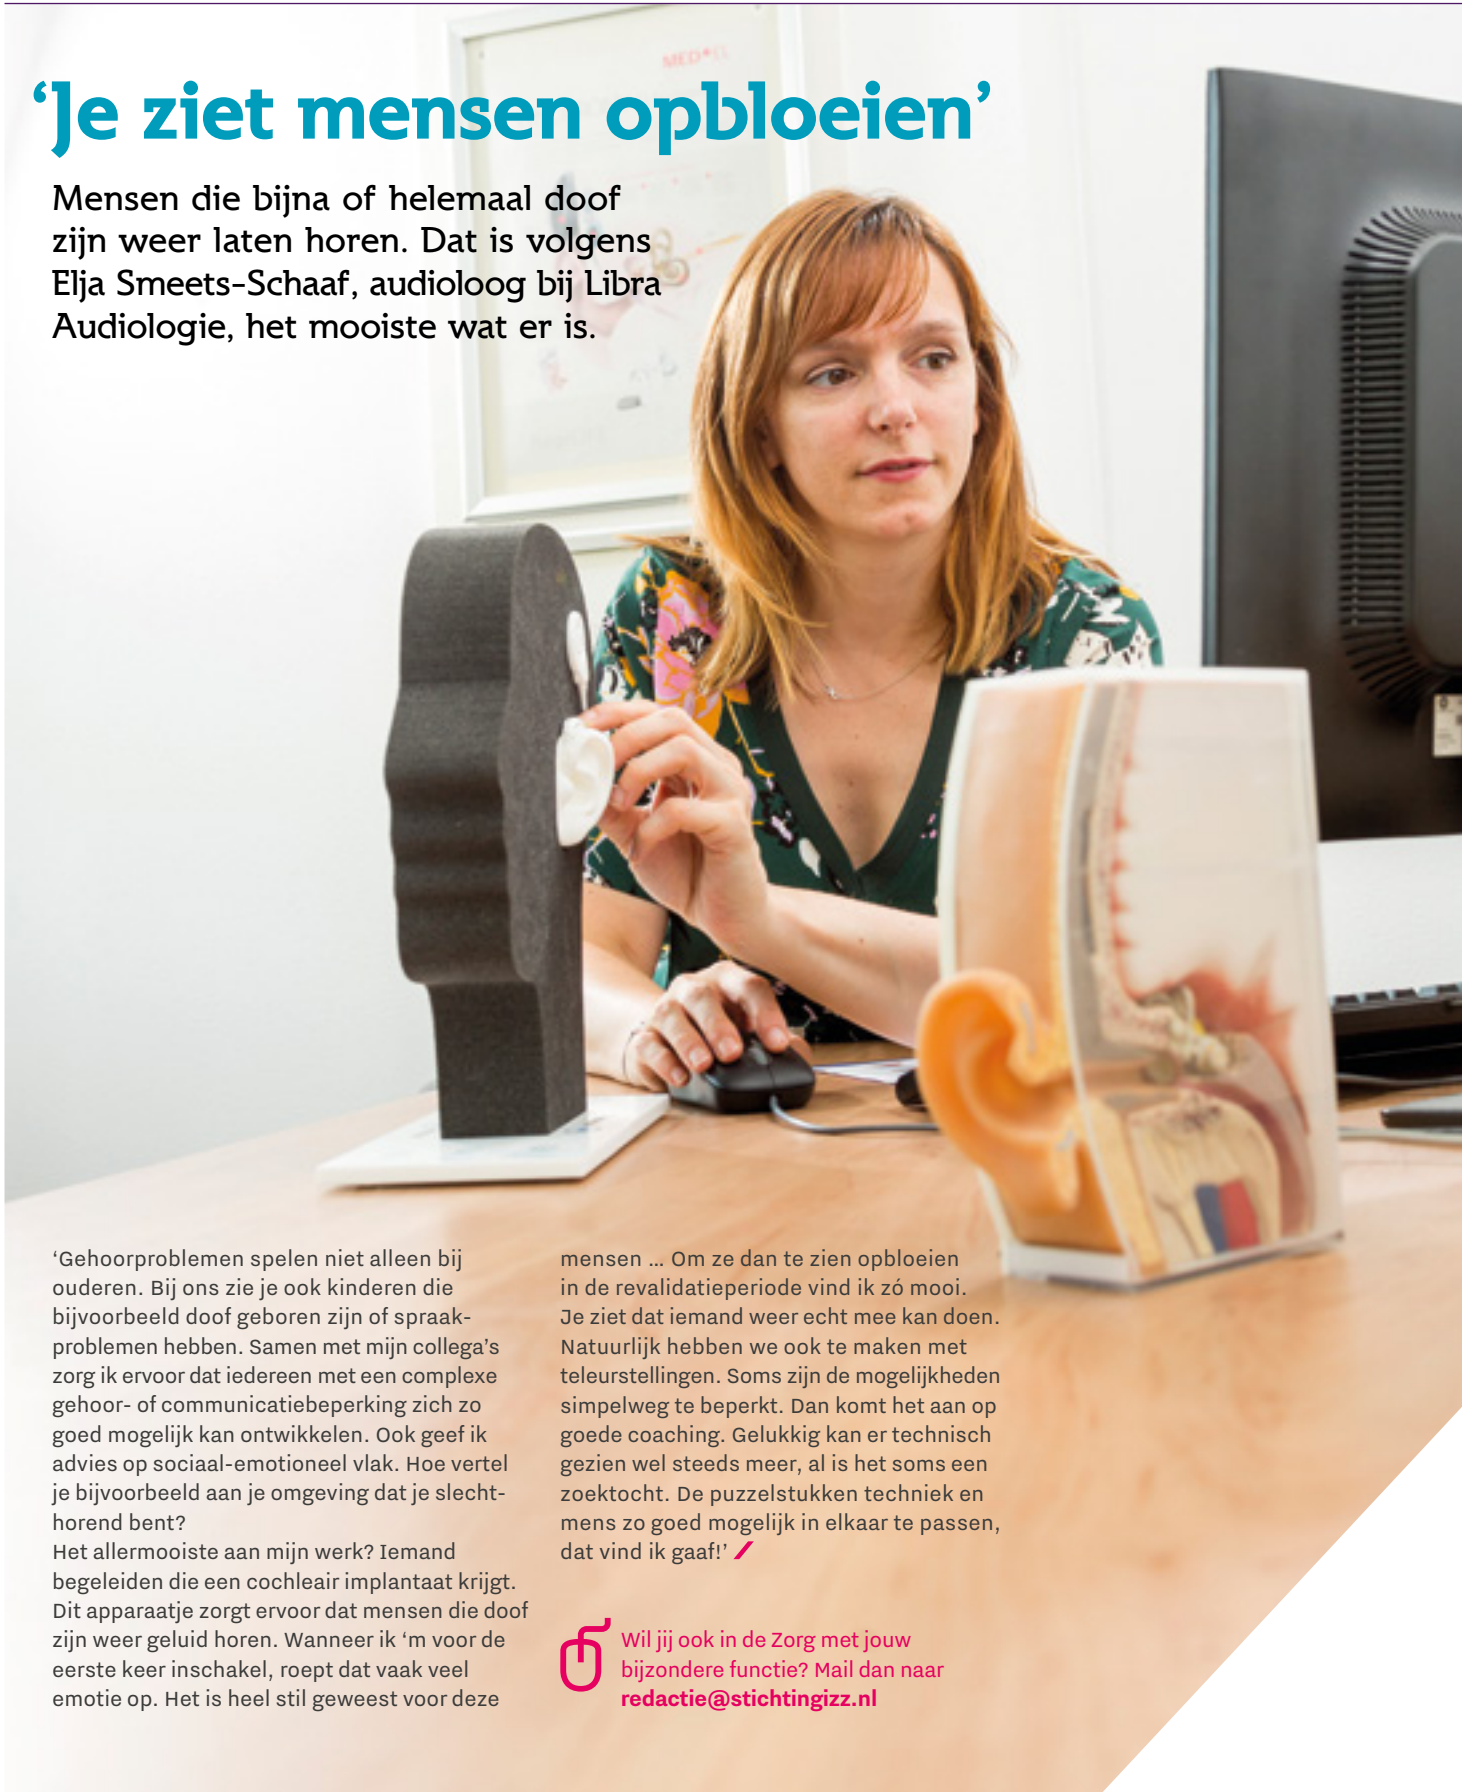 MED
‘Je ziet mensen opbloeien’
Mensen die bijna of helemaal doof
zijn weer laten horen. Dat is volgens
Elja Smeets-Schaaf, audioloog bij Libra
Audiologie, het mooiste wat er is.
‘Gehoorproblemen spelen niet alleen bij
ouderen. Bij ons zie je ook kinderen die
bijvoorbeeld doof geboren zijn of spraak-
problemen hebben. Samen met mijn collega’s
zorg ik ervoor dat iedereen met een complexe
gehoor- of communicatiebeperking zich zo
goed mogelijk kan ontwikkelen. Ook geef ik
advies op sociaal-emotioneel vlak. Hoe vertel
je bijvoorbeeld aan je omgeving dat je slecht-
horend bent?
Het allermooiste aan mijn werk? Iemand
begeleiden die een cochleair implantaat krijgt.
Dit apparaatje zorgt ervoor dat mensen die doof
zijn weer geluid horen. Wanneer ik ‘m voor de
eerste keer inschakel, roept dat vaak veel
emotie op. Het is heel stil geweest voor deze
mensen ... Om ze dan te zien opbloeien
in de revalidatieperiode vind ik zó mooi.
Je ziet dat iemand weer echt mee kan doen.
Natuurlijk hebben we ook te maken met
teleurstellingen. Soms zijn de mogelijkheden
simpelweg te beperkt. Dan komt het aan op
goede coaching. Gelukkig kan er technisch
gezien wel steeds meer, al is het soms een
zoektocht. De puzzelstukken techniek en
mens zo goed mogelijk in elkaar te passen,
dat vind ik gaaf!’
Wil jij ook in de Zorg met jouw
bijzondere functie? Mail dan naar
redactie@stichtingizz.nl